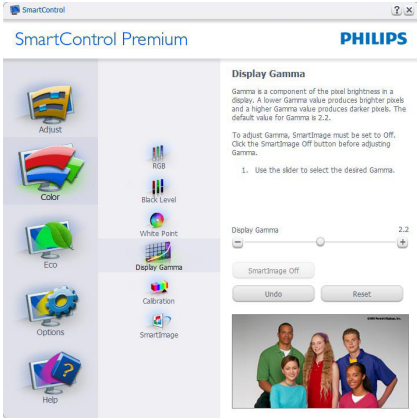 SmartControl
SmartControl Premium
PHILIPS
Adjust
Color
Eco
Options
Help
RGB
Black Level
White Point
Display Gamma
Calibration
SmartImage
Display Gamma
Gamma is a component of the pixel brightness in a
display. A lower Gamma value produces brighter pixels
and a higher Gamma value produces darker pixels. The
default value for Gamma is 2.2.
To adjust Gamma, SmartImage must be set to Off.
Click the SmartImage Off button before adjusting
Gamma.
1. Use the slider to select the desired Gamma.
Display Gamma 2.2
SmartImage Off
Undo Reset